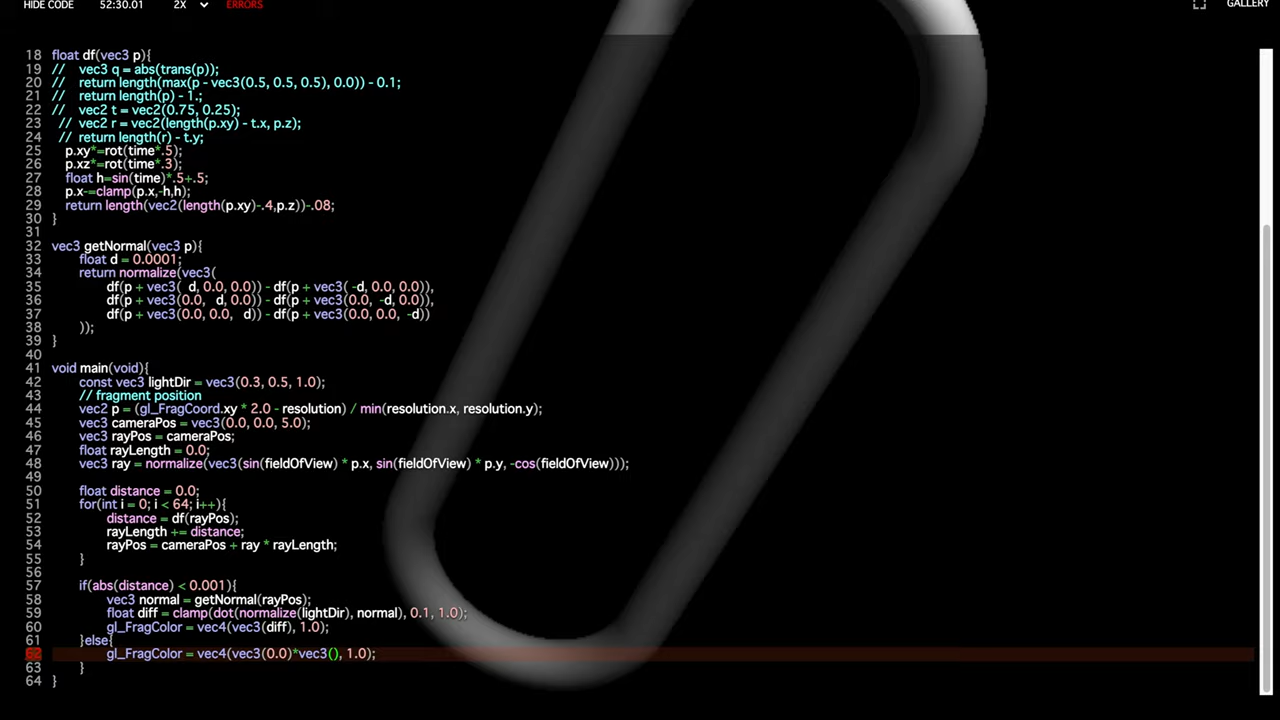 HIDE CODE 52:30.01 2X ERRORS GALLERY
18 float df(vec3 p){
19 // vec3 q = abs(trans(p));
20 // return length(max(p - vec3(0.5, 0.5, 0.5), 0.0)) - 0.1;
21 // return length(p) - 1.;
22 // vec2 t = vec2(0.75, 0.25);
23 // vec2 r = vec2(length(p.xy) - t.x, p.z);
24 // return length(r) - t.y;
25 p.xy*=rot(time*.5);
26 p.xz*=rot(time*.3);
27 float h=sin(time)*.5+.5;
28 p.x-=clamp(p.x,-h,h);
29 return length(vec2(length(p.xy)-.4,p.z))-.08;
30 }
31
32 vec3 getNormal(vec3 p){
33 float d = 0.0001;
34 return normalize(vec3(
35 df(p + vec3( d, 0.0, 0.0)) - df(p + vec3( -d, 0.0, 0.0)),
36 df(p + vec3(0.0, d, 0.0)) - df(p + vec3(0.0, -d, 0.0)),
37 df(p + vec3(0.0, 0.0, d)) - df(p + vec3(0.0, 0.0, -d))
38 ));
39 }
40
41 void main(void){
42 const vec3 lightDir = vec3(0.3, 0.5, 1.0);
43 // fragment position
44 vec2 p = (gl_FragCoord.xy * 2.0 - resolution) / min(resolution.x, resolution.y);
45 vec3 cameraPos = vec3(0.0, 0.0, 5.0);
46 vec3 rayPos = cameraPos;
47 float rayLength = 0.0;
48 vec3 ray = normalize(vec3(sin(fieldOfView) * p.x, sin(fieldOfView) * p.y, -cos(fieldOfView)));
49
50 float distance = 0.0;
51 for(int i = 0; i < 64; i++){
52 distance = df(rayPos);
53 rayLength += distance;
54 rayPos = cameraPos + ray * rayLength;
55 }
56
57 if(abs(distance) < 0.001){
58 vec3 normal = getNormal(rayPos);
59 float diff = clamp(dot(normalize(lightDir), normal), 0.1, 1.0);
60 gl_FragColor = vec4(vec3(diff), 1.0);
61 }else{
62 gl_FragColor = vec4(vec3(0.0)*vec3(), 1.0);
63 }
64 }